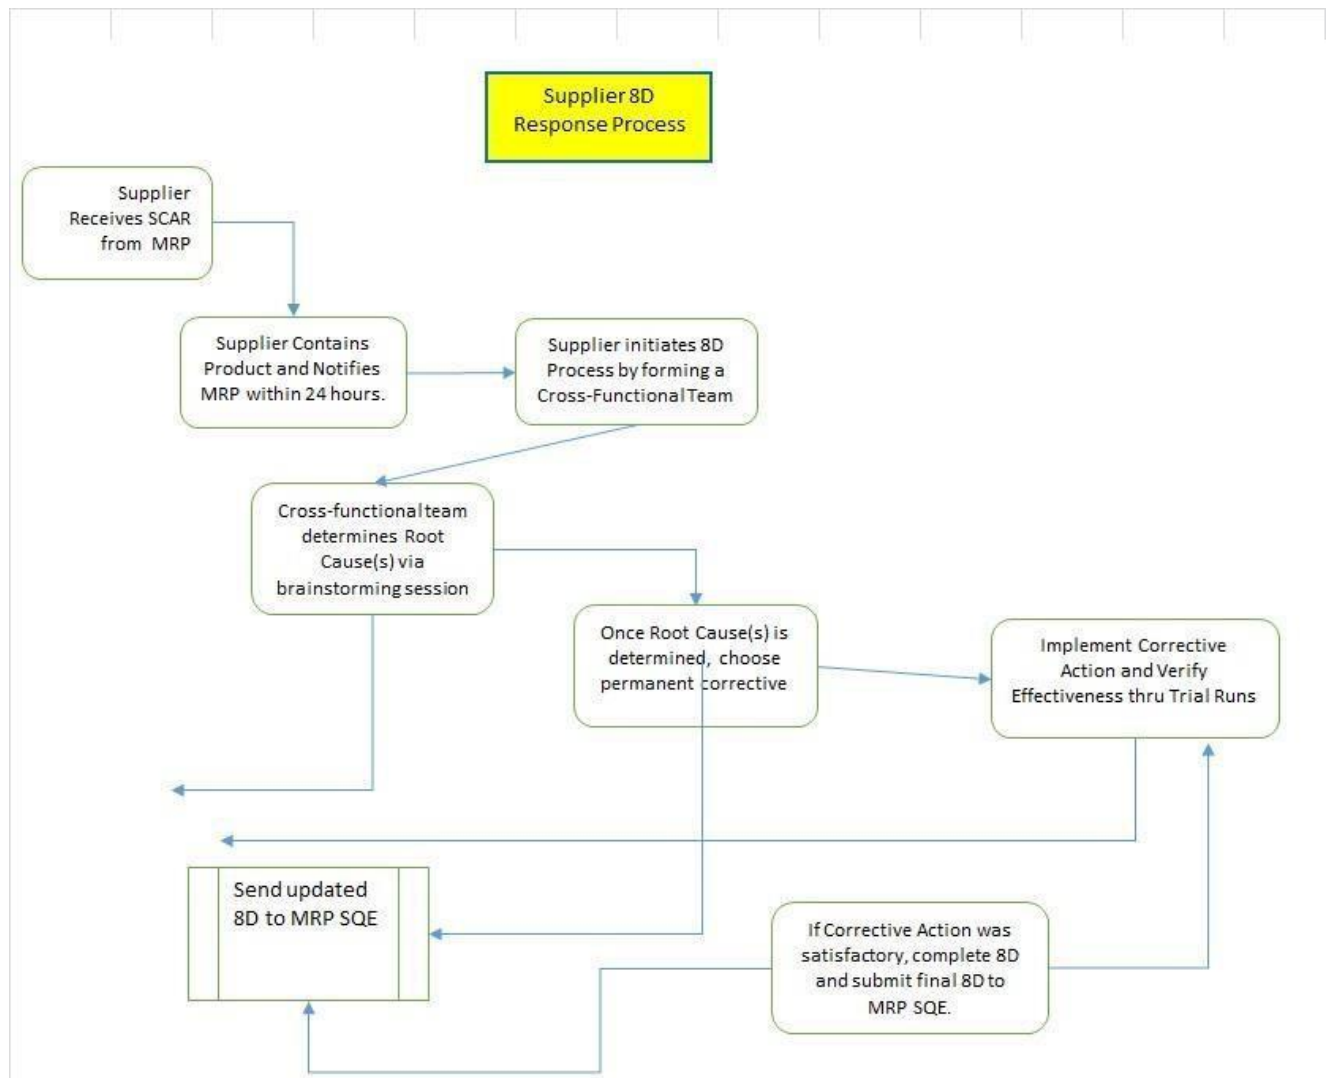 Supplier 8D
Response Process
Supplier
Receives SCAR
from MRP
Supplier Contains
Product and Notifies
MRP within 24 hours.
Supplier initiates 8D
Process by forming a
Cross-Functional Team
Cross-functional team
determines Root
Cause(s) via
brainstorming session
Once Root Cause(s) is
determined, choose
permanent corrective
Implement Corrective
Action and Verify
Effectiveness thru Trial Runs
Send updated
8D to MRP SQE
If Corrective Action was
satisfactory, complete 8D
and submit final 8D to
MRP SQE.